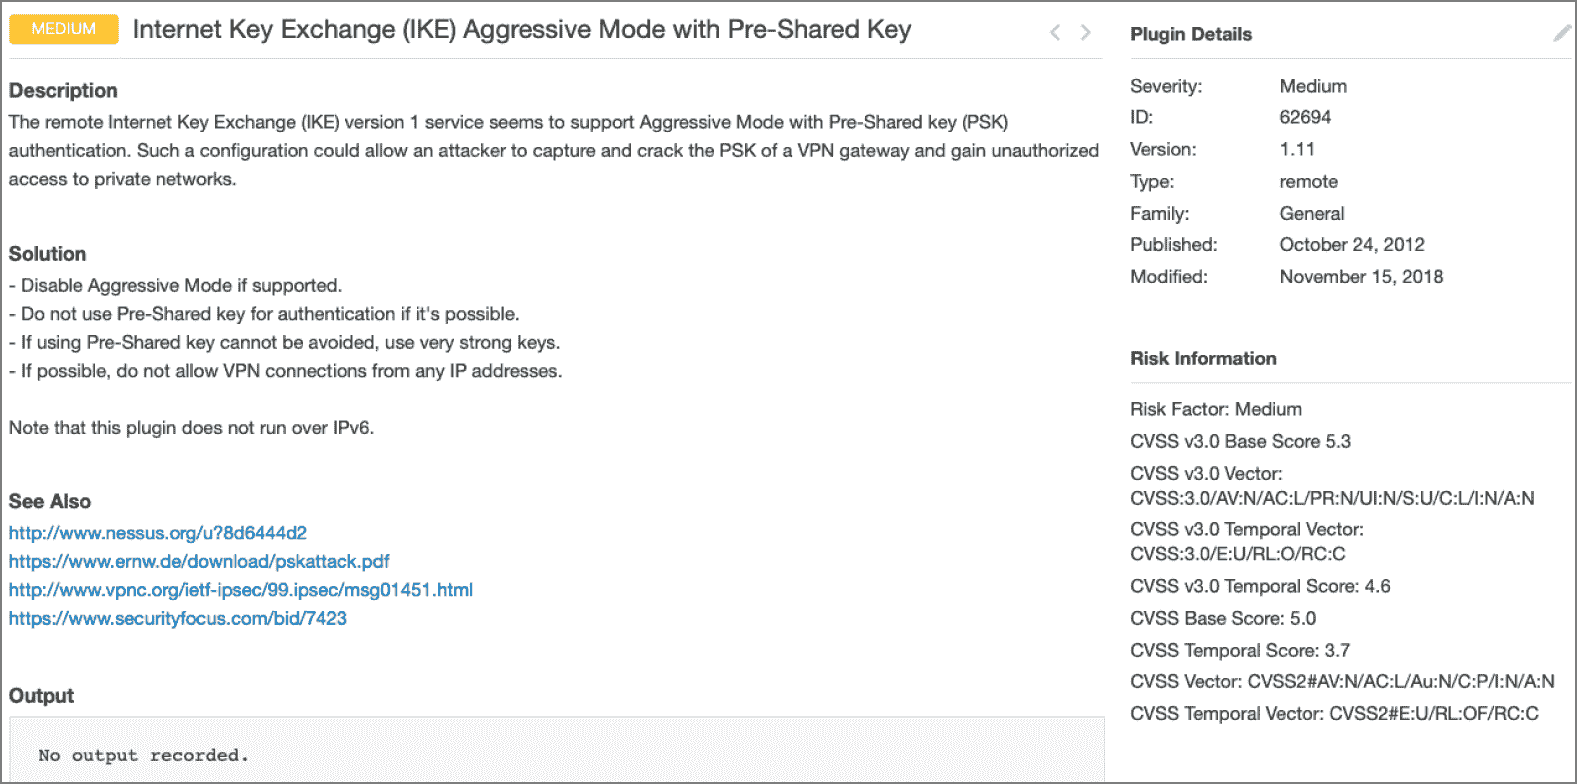 MEDIUM Internet Key Exchange (IKE) Aggressive Mode with Pre-Shared Key
Description
The remote Internet Key Exchange (IKE) version 1 service seems to support Aggressive Mode with Pre-Shared key (PSK)
authentication. Such a configuration could allow an attacker to capture and crack the PSK of a VPN gateway and gain unauthorized
access to private networks.
Solution
- Disable Aggressive Mode if supported.
- Do not use Pre-Shared key for authentication if it's possible.
- If using Pre-Shared key cannot be avoided, use very strong keys.
- If possible, do not allow VPN connections from any IP addresses.
Note that this plugin does not run over IPv6.
See Also
http://www.nessus.org/u?8d6444d2
https://www.ernw.de/download/pskattack.pdf
http://www.vpnc.org/ietf-ipsec/99.ipsec/msg01451.html
https://www.securityfocus.com/bid/7423
Output
No output recorded.
Plugin Details
Severity: Medium
ID: 62694
Version: 1.11
Type: remote
Family: General
Published: October 24, 2012
Modified: November 15, 2018
Risk Information
Risk Factor: Medium
CVSS v3.0 Base Score 5.3
CVSS v3.0 Vector:
CVSS:3.0/AV:N/AC:L/PR:N/UI:N/S:U/C:L/I:N/A:N
CVSS v3.0 Temporal Vector:
CVSS:3.0/E:U/RL:O/RC:C
CVSS v3.0 Temporal Score: 4.6
CVSS Base Score: 5.0
CVSS Temporal Score: 3.7
CVSS Vector: CVSS2#AV:N/AC:L/Au:N/C:P/I:N/A:N
CVSS Temporal Vector: CVSS2#E:U/RL:OF/RC:C